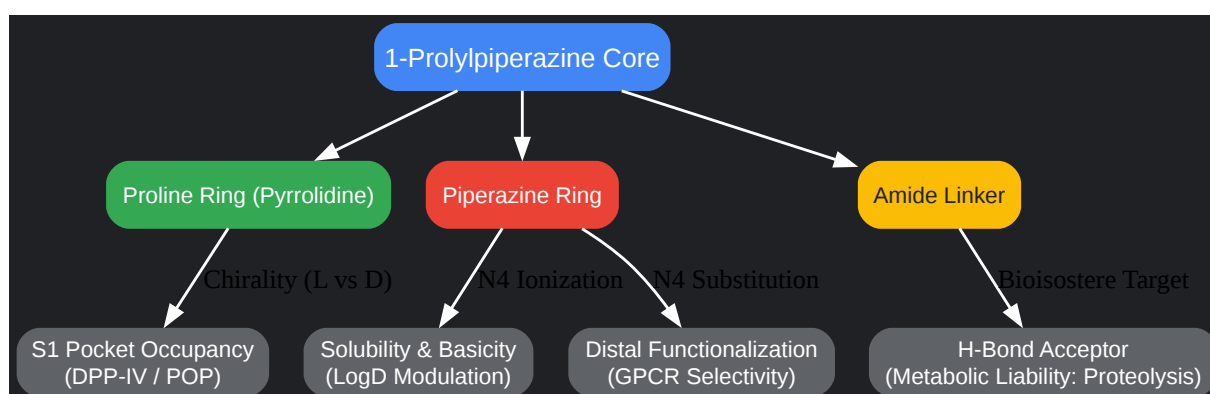 1-Prolylpiperazine Core
Proline Ring (Pyrrolidine)
Piperazine Ring
Amide Linker
Chirality (L vs D)
N4 Ionization
N4 Substitution
Bioisostere Target
S1 Pocket Occupancy
(DPP-IV / POP)
Solubility & Basicity
(LogD Modulation)
Distal Functionalization
(GPCR Selectivity)
H-Bond Acceptor
(Metabolic Liability: Proteolysis)